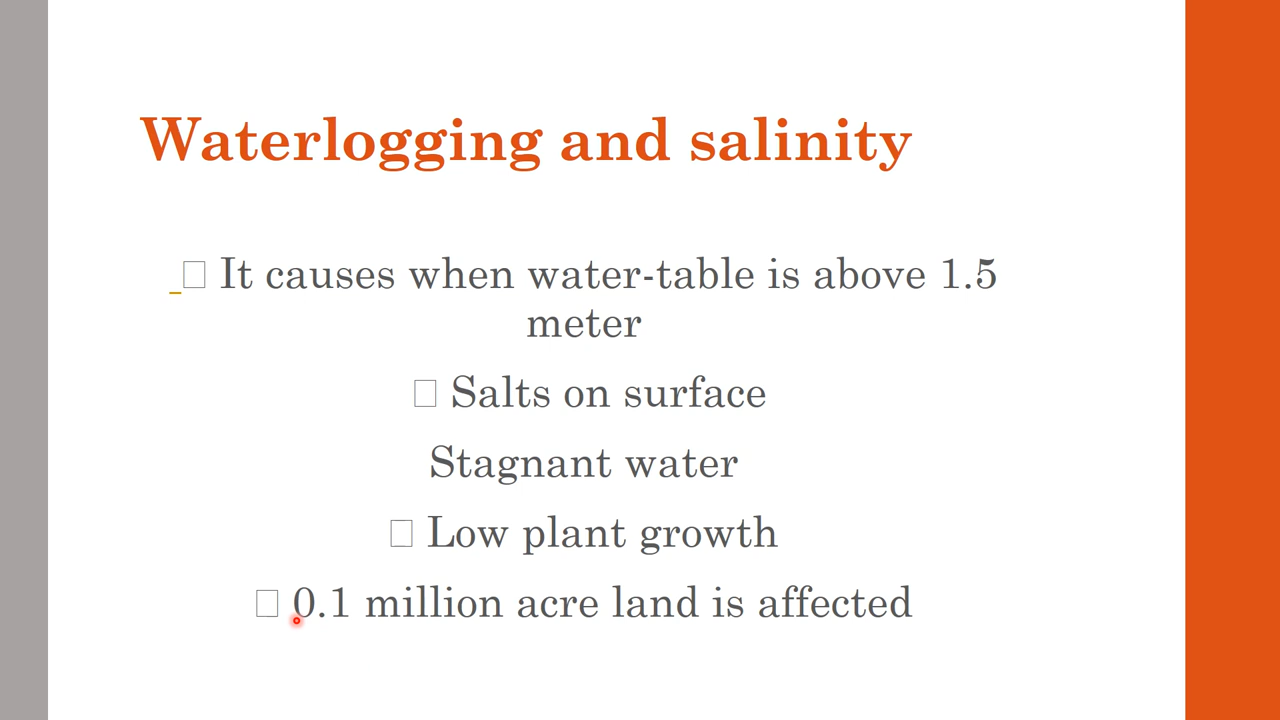 Waterlogging and salinity
_□ It causes when water-table is above 1.5
meter
□ Salts on surface
Stagnant water
□ Low plant growth
□ 0.1 million acre land is affected